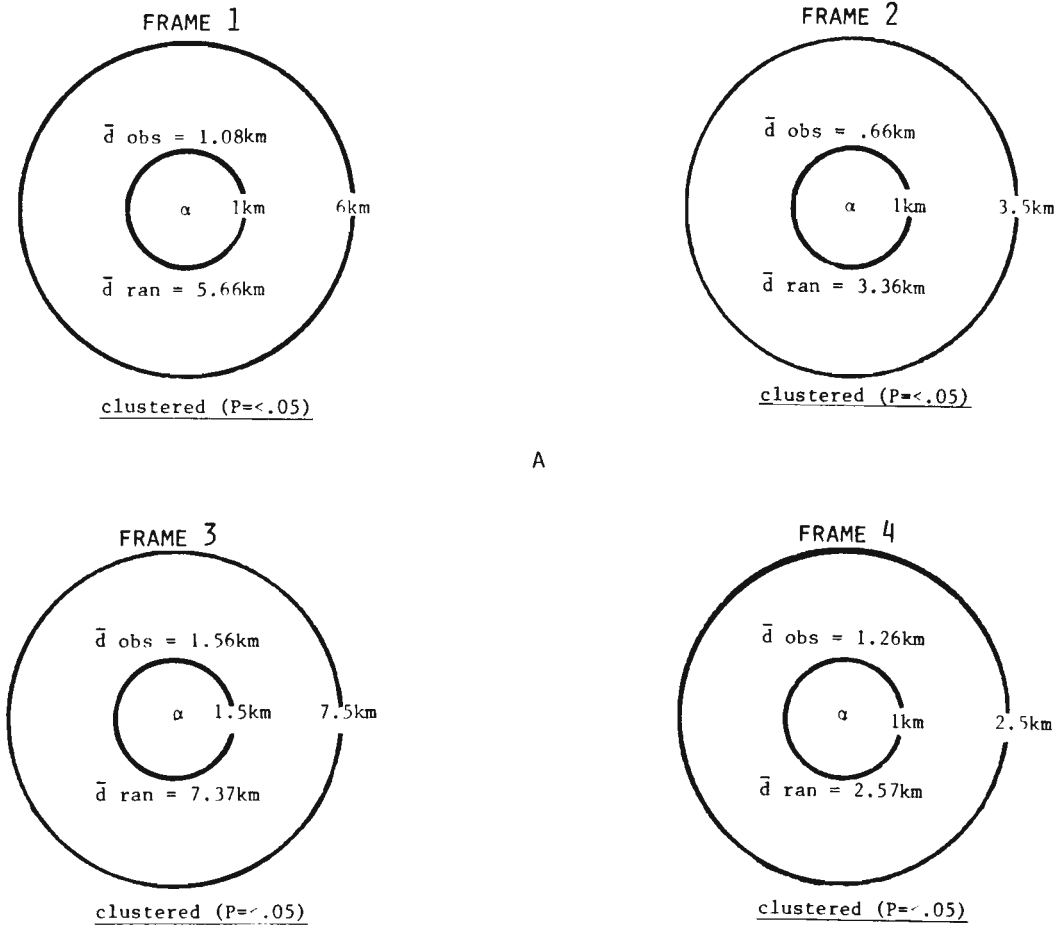 FRAME 1
d̄ obs = 1.08km
α 1km 6km
d̄ ran = 5.66km
clustered (P=<.05)
FRAME 2
d̄ obs = .66km
α 1km 3.5km
d̄ ran = 3.36km
clustered (P=<.05)
A
FRAME 3
d̄ obs = 1.56km
α 1.5km 7.5km
d̄ ran = 7.37km
clustered (P=<.05)
FRAME 4
d̄ obs = 1.26km
α 1km 2.5km
d̄ ran = 2.57km
clustered (P=<.05)